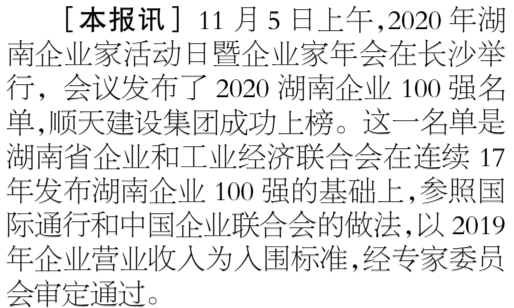 ［本报讯］11 月 5 日上午,2020 年湖
南企业家活动日暨企业家年会在长沙举
行，会议发布了 2020 湖南企业 100 强名
单,顺天建设集团成功上榜。这一名单是
湖南省企业和工业经济联合会在连续 17
年发布湖南企业 100 强的基础上,参照国
际通行和中国企业联合会的做法,以 2019
年企业营业收入为入围标准,经专家委员
会审定通过。